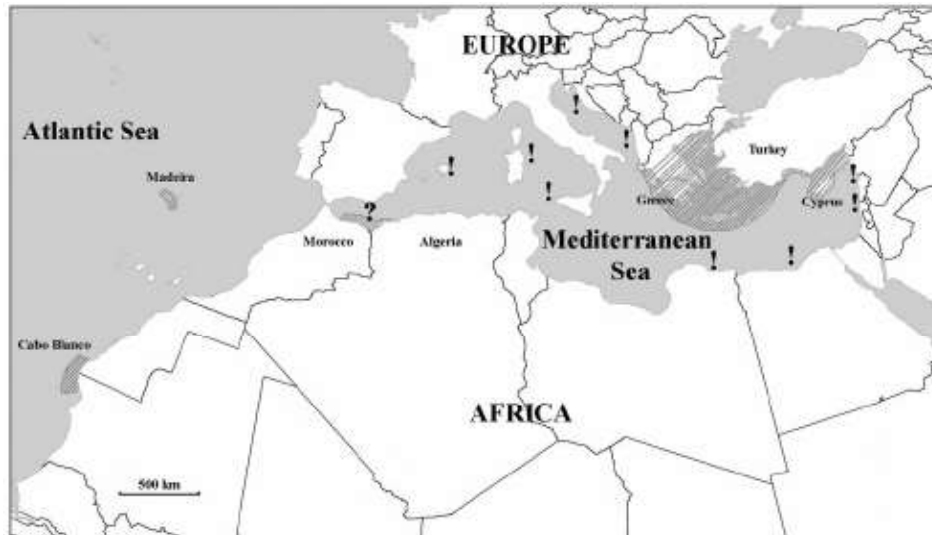 EUROPE
Atlantic Sea
!
!
Turkey
!
!
Madeira
!
!
Greece
Cyprus
!
?
Morocco
Algeria
Mediterranean
Sea
!
!
Cabo Blanco
AFRICA
500 km